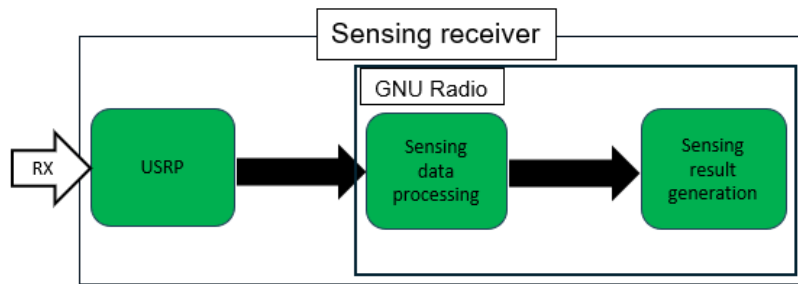 Sensing receiver
GNU Radio
RX
USRP
Sensing
data
processing
Sensing
result
generation